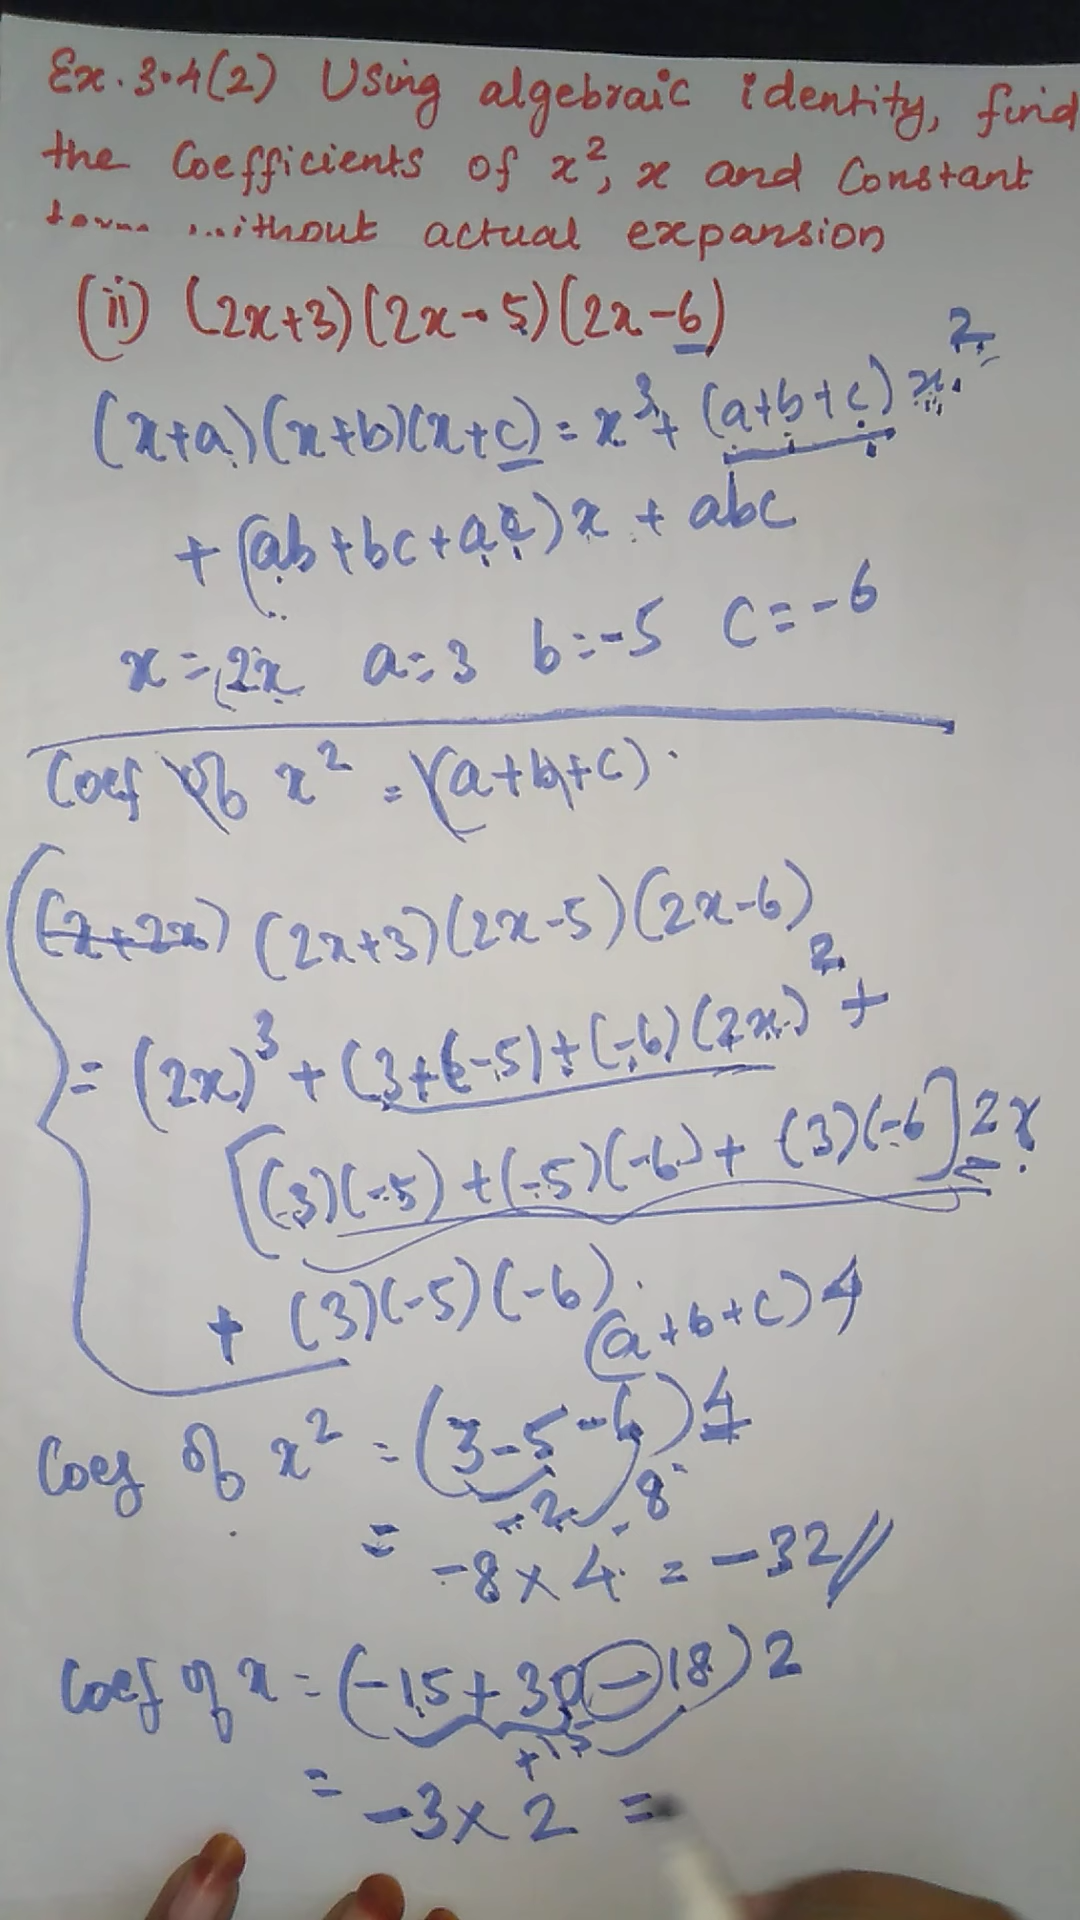 Ex. 3.4(2) Using algebraic identity, find
the Coefficients of x², x and Constant
without actual expansion
(ii) (2x+3)(2x-5)(2x-6)
(x+a)(x+b)(x+c) = x³ + (a+b+c)x²
+ (ab+bc+ac)x + abc
x = 2x a=3 b=-5 c=-6
Coef of x² = (a+b+c).
(x+2x) (2x+3)(2x-5)(2x-6)
= (2x)³ + (3+(-5)+(-6)(2x)² +
[(3)(-5)+(-5)(-6)+ (3)(-6]2x
+ (3)(-5)(-6).
(a+b+c)4
Coef of x² = (3-5-6)4
-2 -8
= -8×4 = -32//
Coef of x = (-15+30-18)2
+15
= -3×2 =